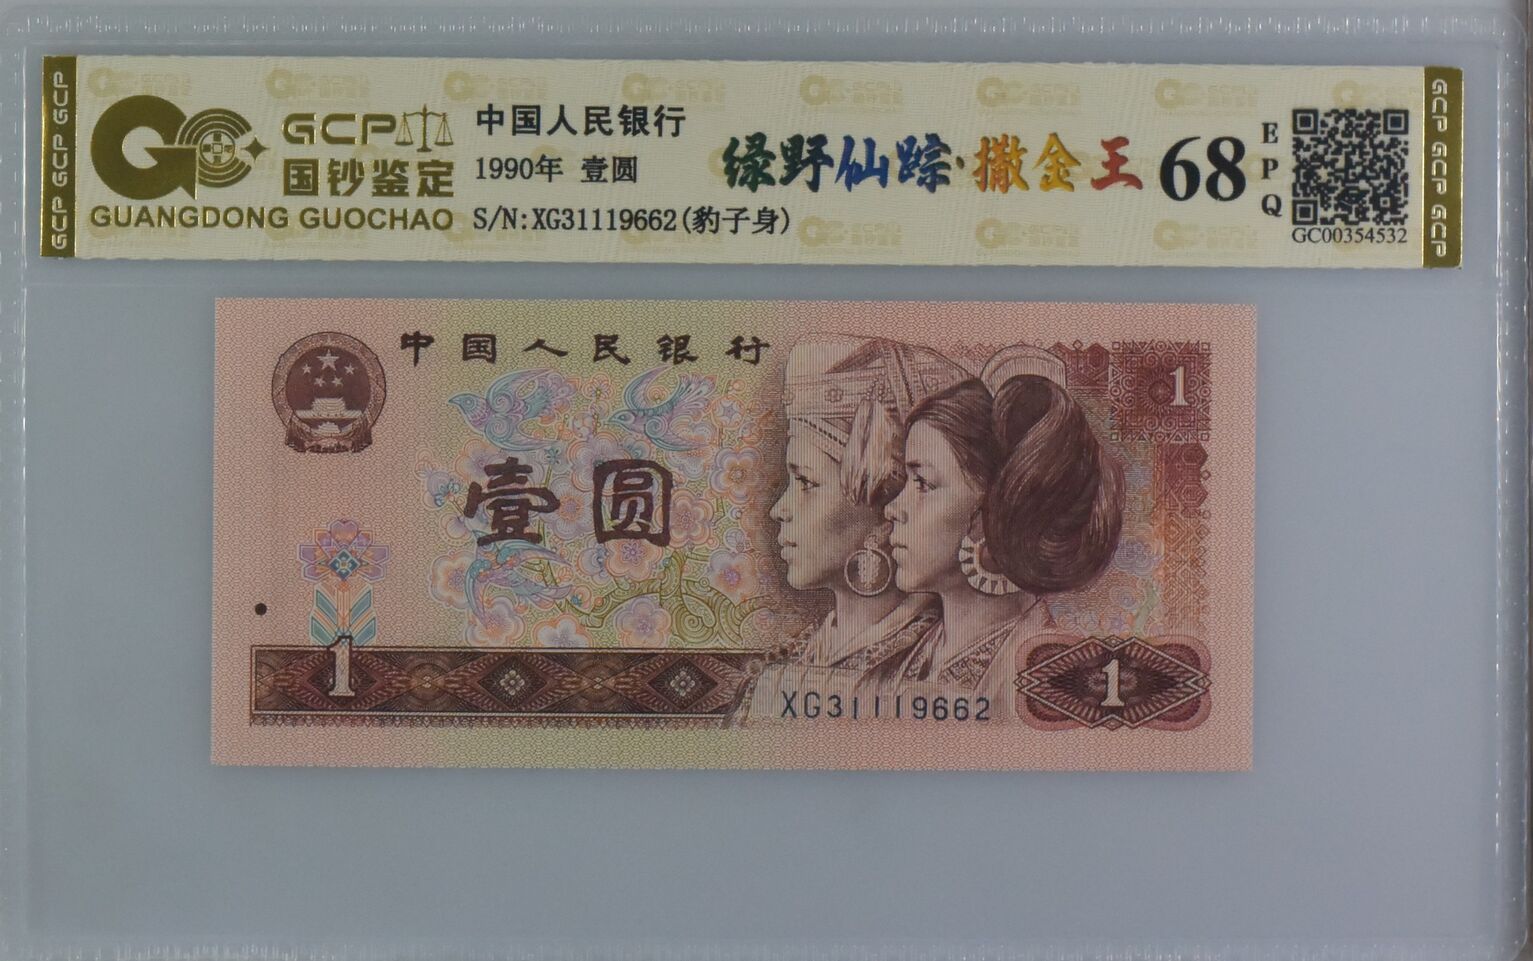 GCP GCP GCP
GCP
国钞鉴定
GUANGDONG GUOCHAO
中国人民银行
1990年 壹圆
S/N:XG31119662(豹子身)
绿野仙踪·撒金王
68
EPQ
GC00354532
GCP GCP GCP
中国人民银行
1
壹圆
1
XG31119662
1